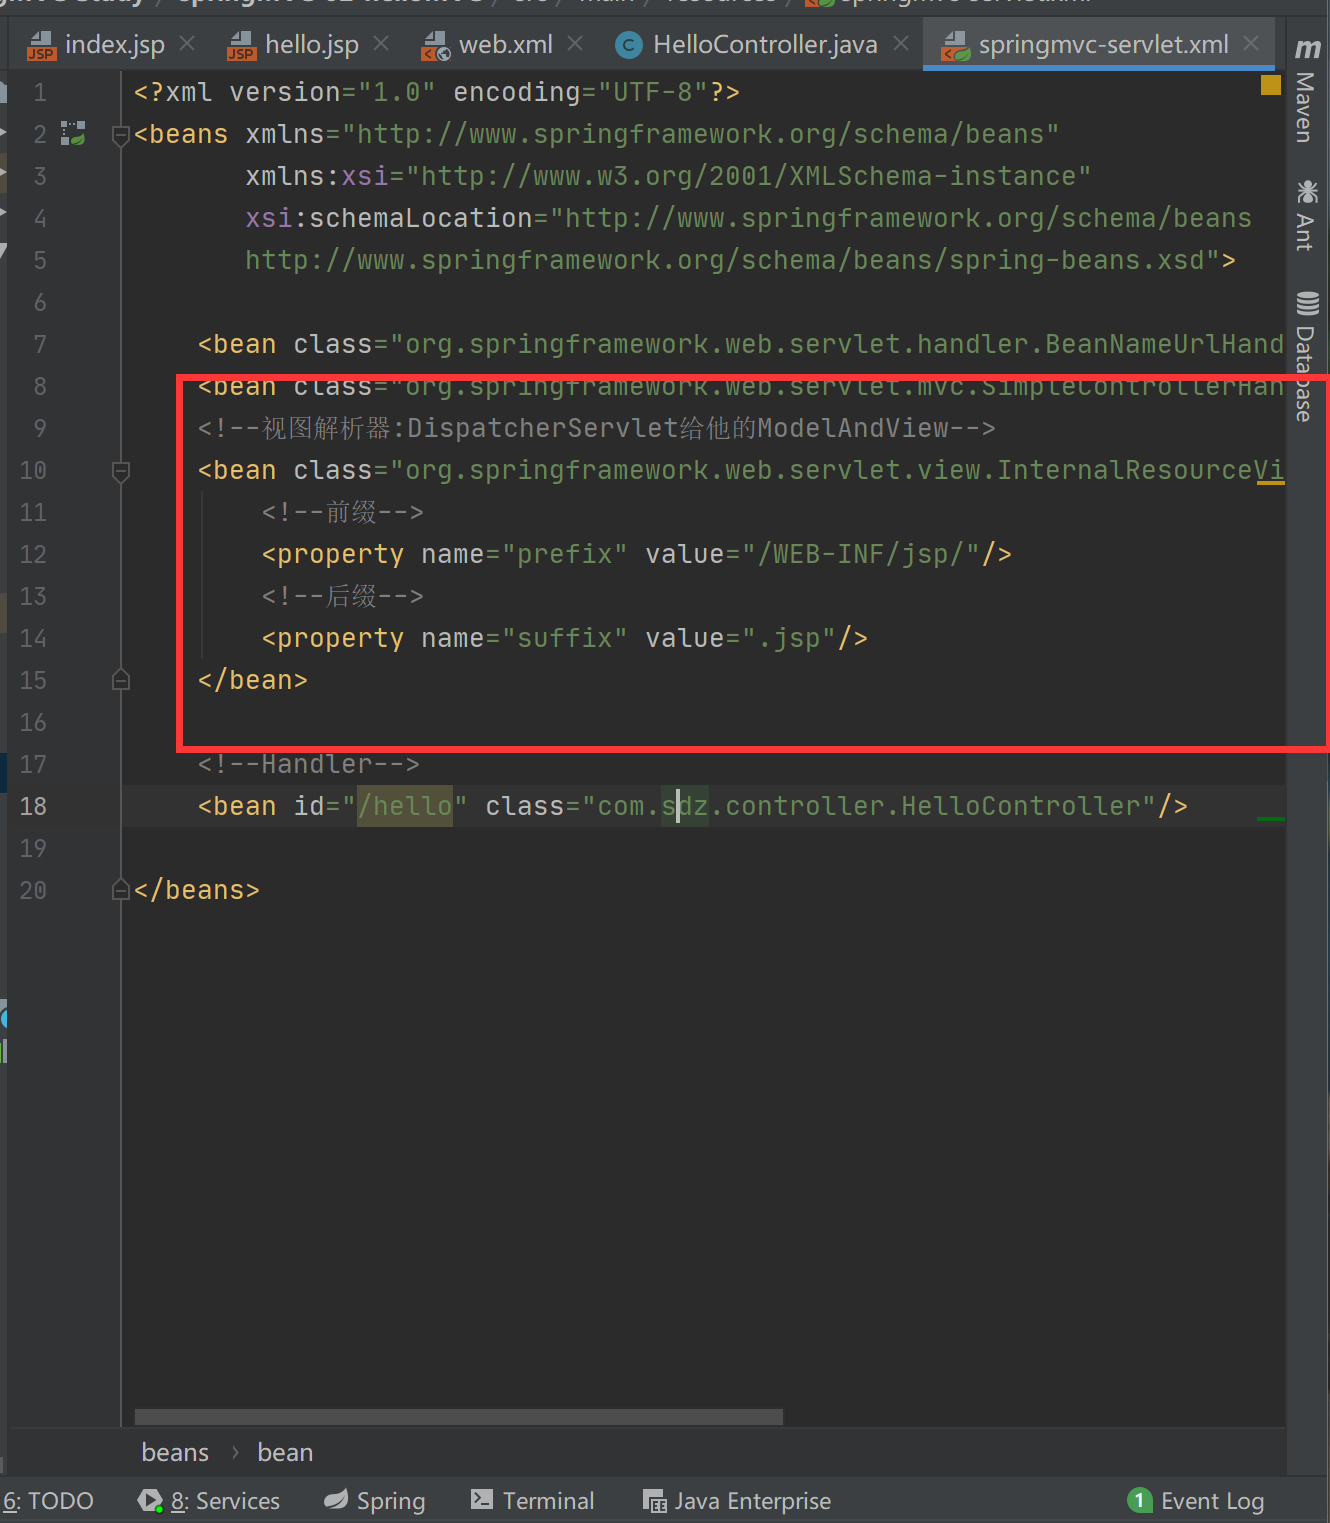 index.jsp hello.jsp web.xml HelloController.java springmvc-servlet.xml
1 <?xml version="1.0" encoding="UTF-8"?>
2 <beans xmlns="http://www.springframework.org/schema/beans"
3 xmlns:xsi="http://www.w3.org/2001/XMLSchema-instance"
4 xsi:schemaLocation="http://www.springframework.org/schema/beans
5 http://www.springframework.org/schema/beans/spring-beans.xsd">
6
7 <bean class="org.springframework.web.servlet.handler.BeanNameUrlHand
8 <bean class="org.springframework.web.servlet.mvc.SimpleControllerHan
9 <!--视图解析器:DispatcherServlet给他的ModelAndView-->
10 <bean class="org.springframework.web.servlet.view.InternalResourceVi
11 <!--前缀-->
12 <property name="prefix" value="/WEB-INF/jsp/"/>
13 <!--后缀-->
14 <property name="suffix" value=".jsp"/>
15 </bean>
16
17 <!--Handler-->
18 <bean id="/hello" class="com.sdz.controller.HelloController"/>
19
20 </beans>
m Maven
Ant
Database
beans › bean
6: TODO 8: Services Spring Terminal Java Enterprise 1 Event Log